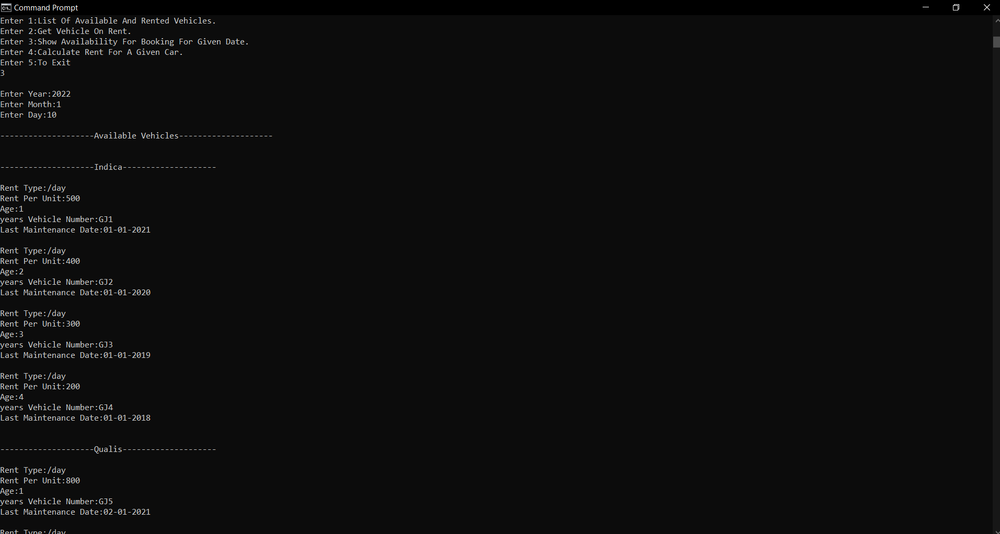 Command Prompt
Enter 1:List Of Available And Rented Vehicles.
Enter 2:Get Vehicle On Rent.
Enter 3:Show Availability For Booking For Given Date.
Enter 4:Calculate Rent For A Given Car.
Enter 5:To Exit
3
Enter Year:2022
Enter Month:1
Enter Day:10
--------------------Available Vehicles--------------------
--------------------Indica--------------------
Rent Type:/day
Rent Per Unit:500
Age:1
years Vehicle Number:GJ1
Last Maintenance Date:01-01-2021
Rent Type:/day
Rent Per Unit:400
Age:2
years Vehicle Number:GJ2
Last Maintenance Date:01-01-2020
Rent Type:/day
Rent Per Unit:300
Age:3
years Vehicle Number:GJ3
Last Maintenance Date:01-01-2019
Rent Type:/day
Rent Per Unit:200
Age:4
years Vehicle Number:GJ4
Last Maintenance Date:01-01-2018
--------------------Qualis--------------------
Rent Type:/day
Rent Per Unit:800
Age:1
years Vehicle Number:GJ5
Last Maintenance Date:02-01-2021
Rent Type:/day